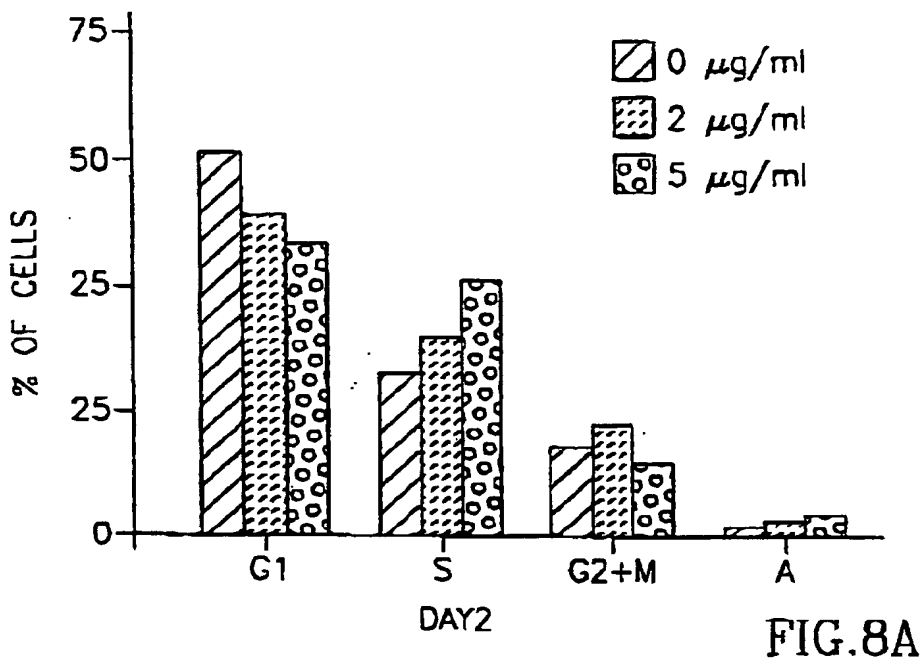 75
50
25
25
0
% OF CELLS
0 µg/ml
2 µg/ml
5 µg/ml
G1 S G2+M A
DAY2
FIG.8A